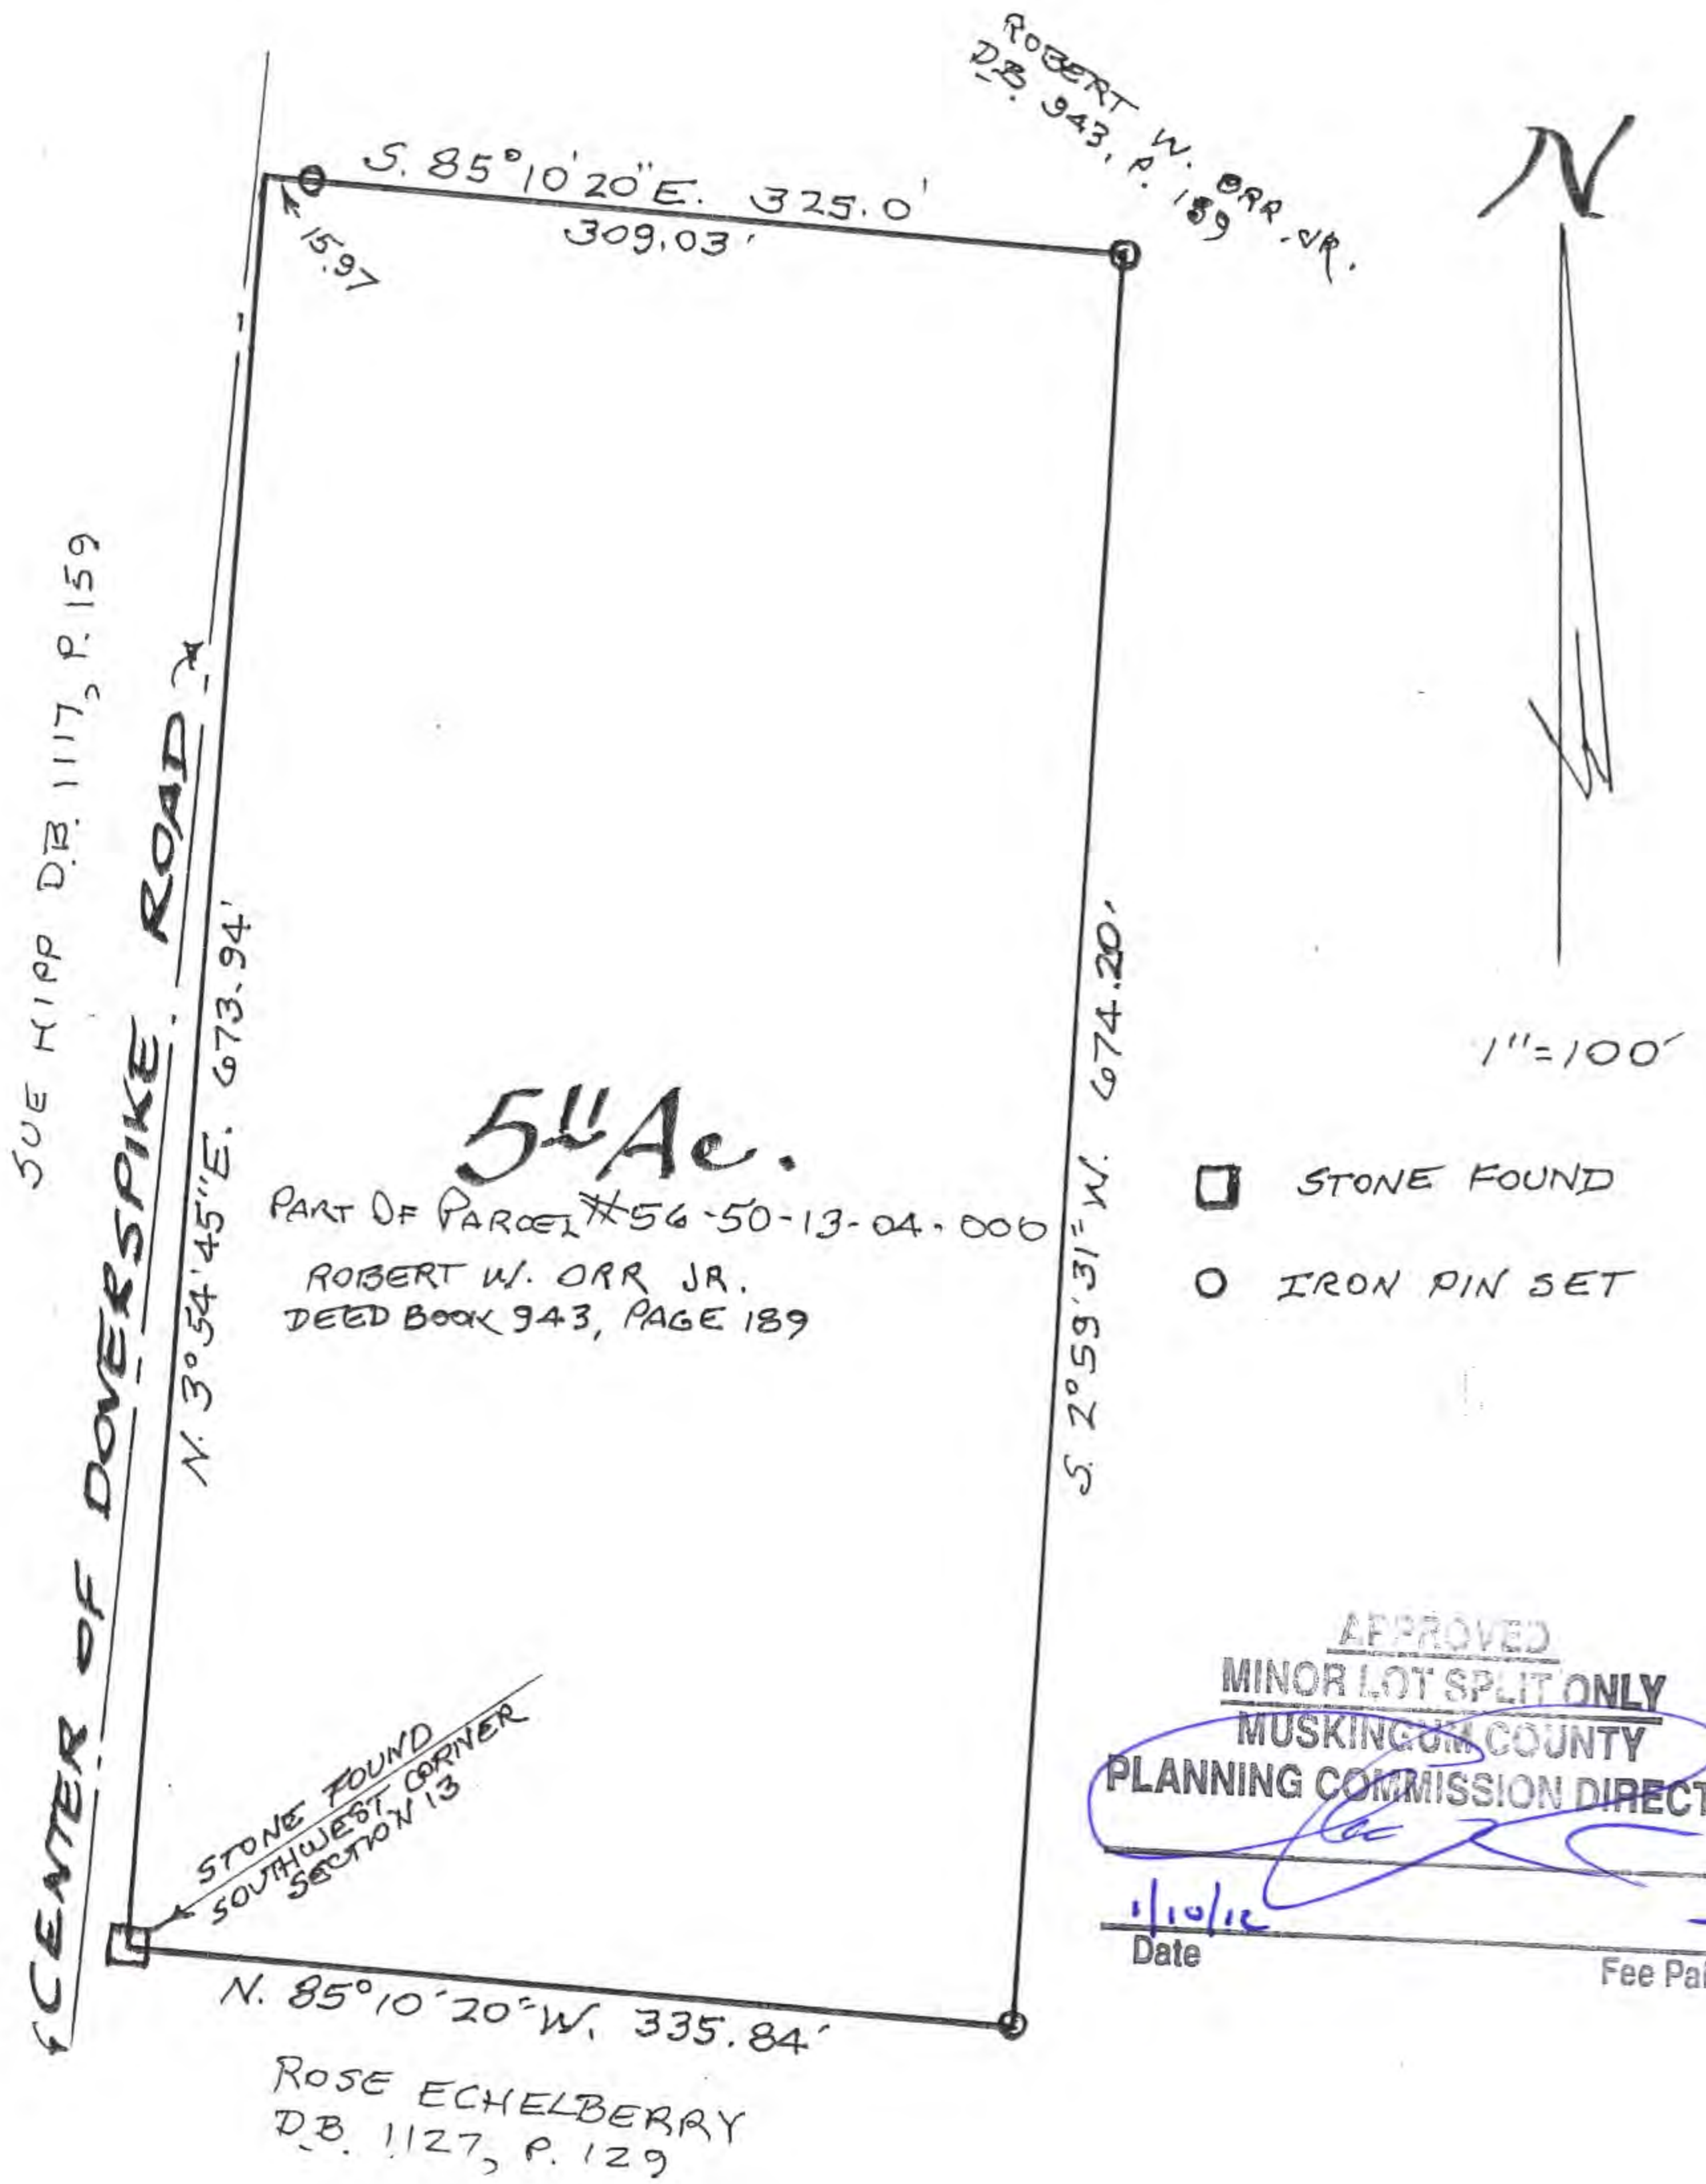 ROBERT W. ORR JR.
D.B. 943, P. 189
N
S. 85°10'20"E. 325.0'
309.03'
15.97
SUE HIPP D.B. 1117, P. 159
CENTER OF DOVERSPIKE ROAD
N. 3°54'45"E. 673.94'
S. 2°59'31"W. 674.20'
1"=100'
5.11 Ac.
PART OF PARCEL #56-50-13-04-000
ROBERT W. ORR JR.
DEED BOOK 943, PAGE 189
STONE FOUND
IRON PIN SET
STONE FOUND
SOUTHWEST CORNER
SECTION 13
N. 85°10'20"W. 335.84'
ROSE ECHELBERRY
D.B. 1127, P. 129
APPROVED
MINOR LOT SPLIT ONLY
MUSKINGUM COUNTY
PLANNING COMMISSION DIRECT
1/10/12
Date
Fee Pai